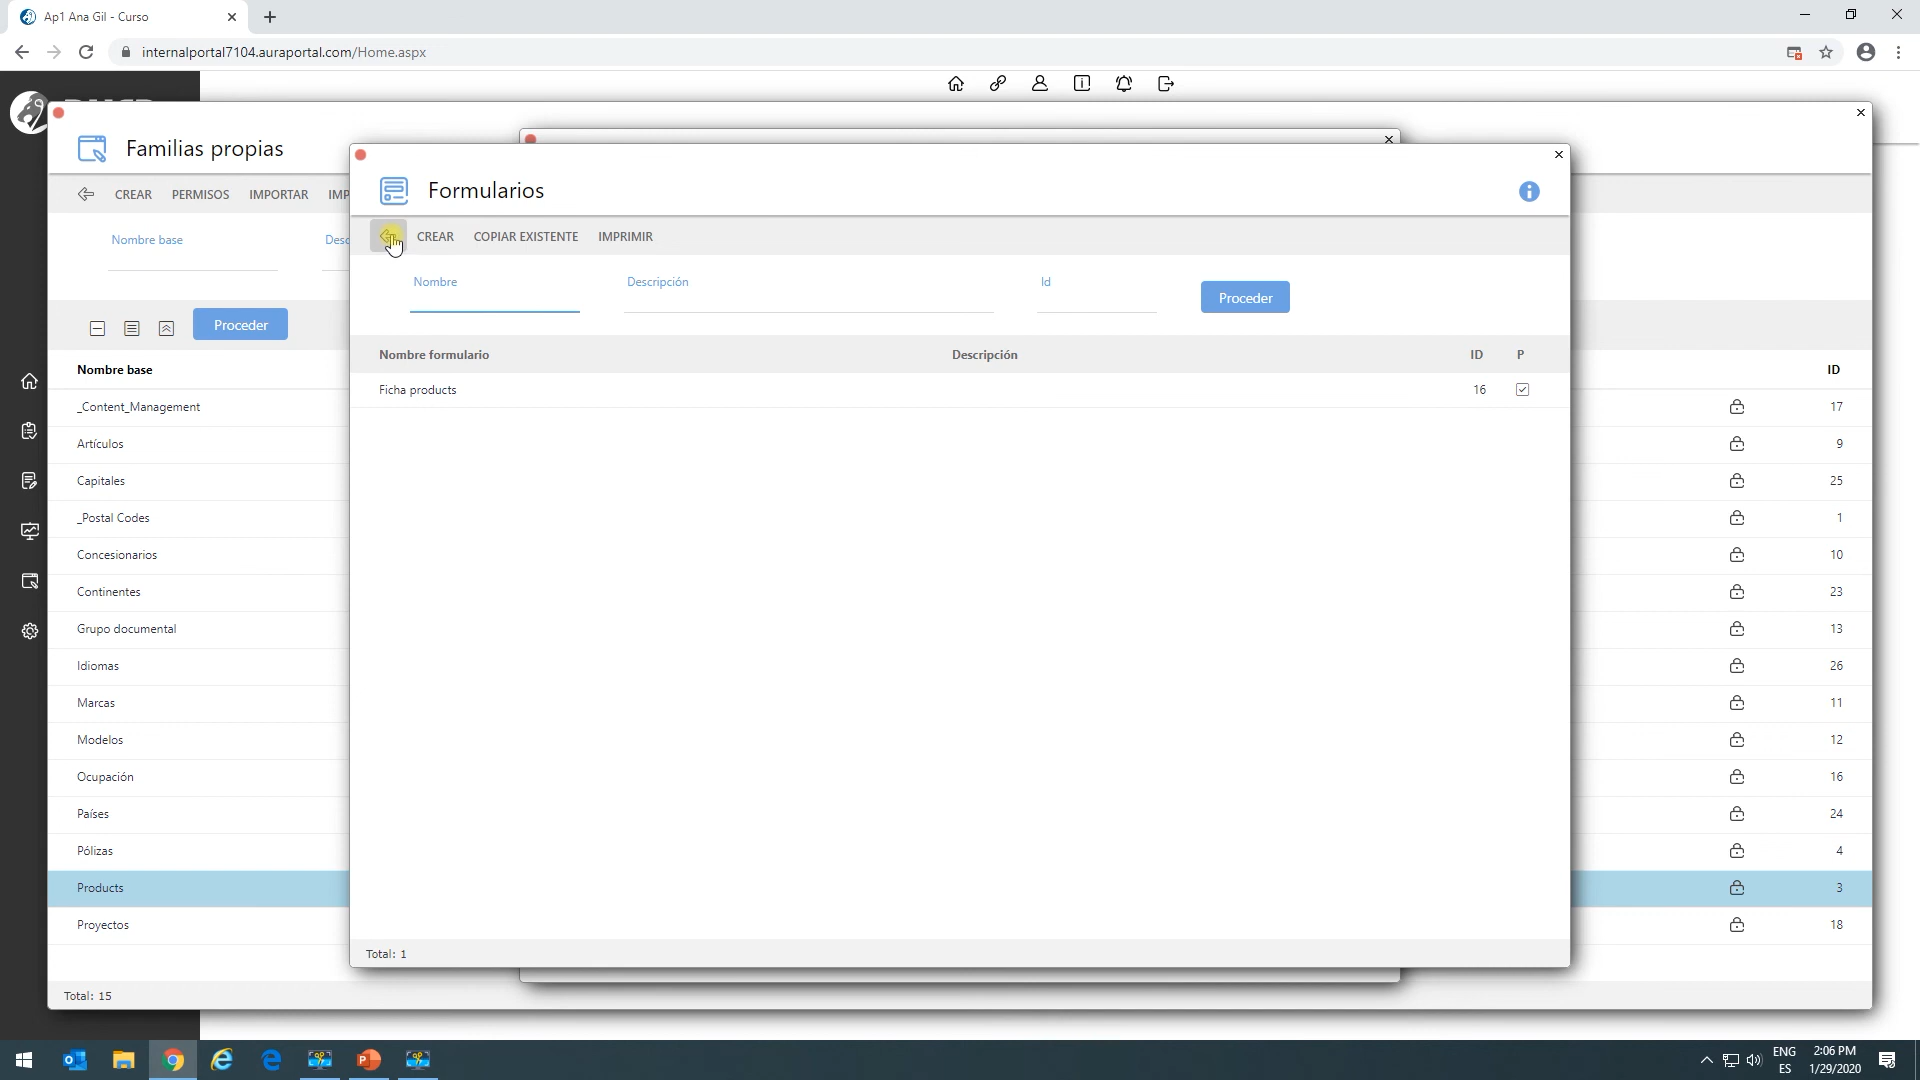 Ap1 Ana Gil - Curso
internalportal7104.auraportal.com/Home.aspx
Familias propias
CREAR PERMISOS IMPORTAR IMP
Nombre base Desc
Proceder
Nombre base ID
_Content_Management 17
Artículos 9
Capitales 25
_Postal Codes 1
Concesionarios 10
Continentes 23
Grupo documental 13
Idiomas 26
Marcas 11
Modelos 12
Ocupación 16
Países 24
Pólizas 4
Products 3
Proyectos 18
Total: 15
Formularios
CREAR COPIAR EXISTENTE IMPRIMIR
Nombre Descripción Id
Proceder
Nombre formulario Descripción ID P
Ficha products 16
Total: 1
ENG
ES
2:06 PM
1/29/2020